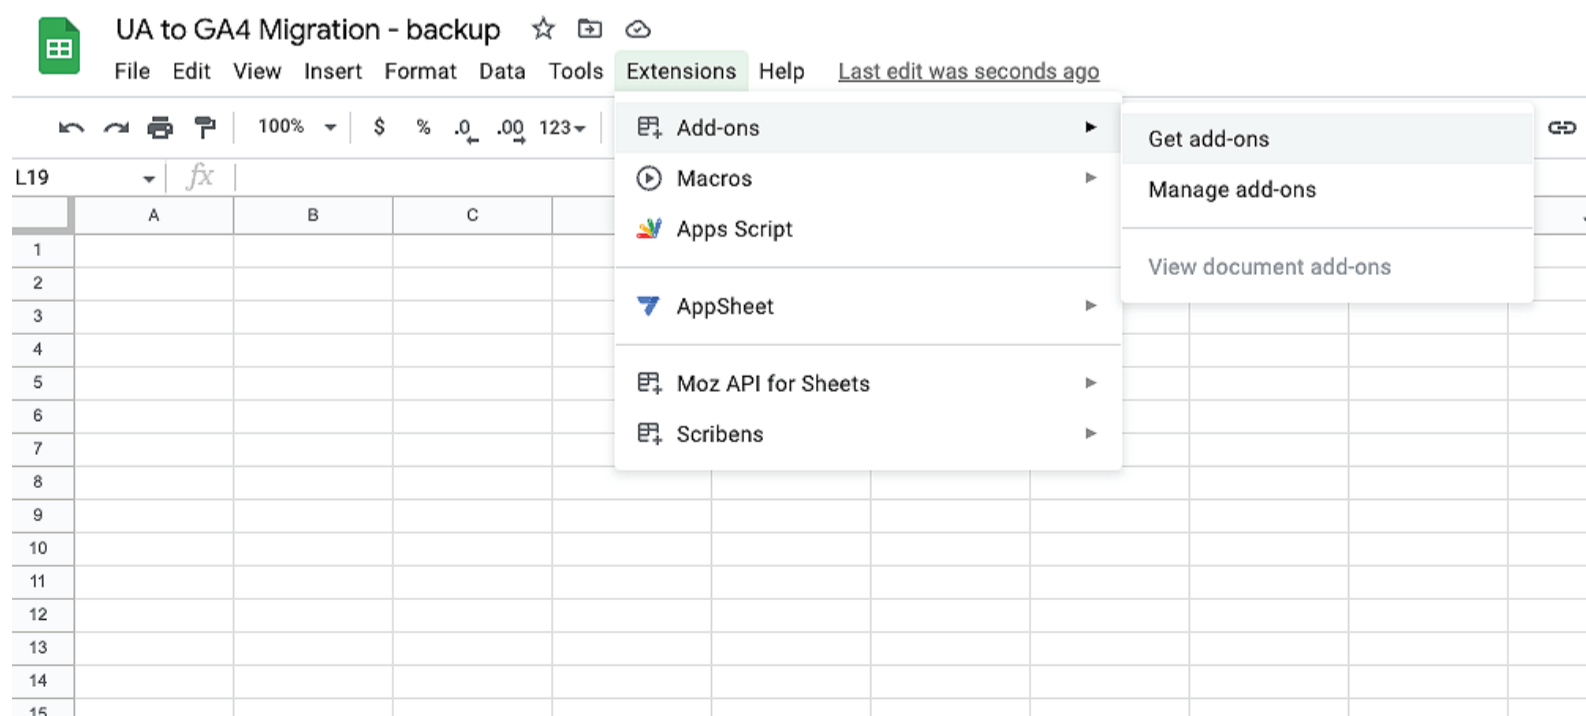 UA to GA4 Migration - backup
File Edit View Insert Format Data Tools Extensions Help Last edit was seconds ago
100% $ % .0 .00 123
Add-ons
Macros
Apps Script
AppSheet
Moz API for Sheets
Scribens
Get add-ons
Manage add-ons
View document add-ons
L19 fx
A B C
1
2
3
4
5
6
7
8
9
10
11
12
13
14
15